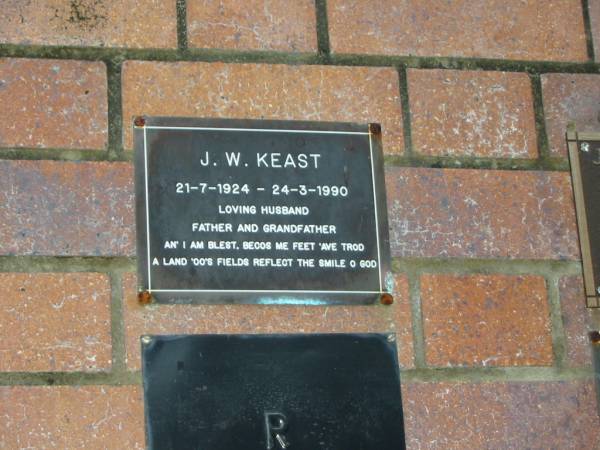 J. W. KEAST
21-7-1924 - 24-3-1990
LOVING HUSBAND
FATHER AND GRANDFATHER
AN' I AM BLEST, BECOS ME FEET 'AVE TROD
A LAND 'OO'S FIELDS REFLECT THE SMILE O GOD
R